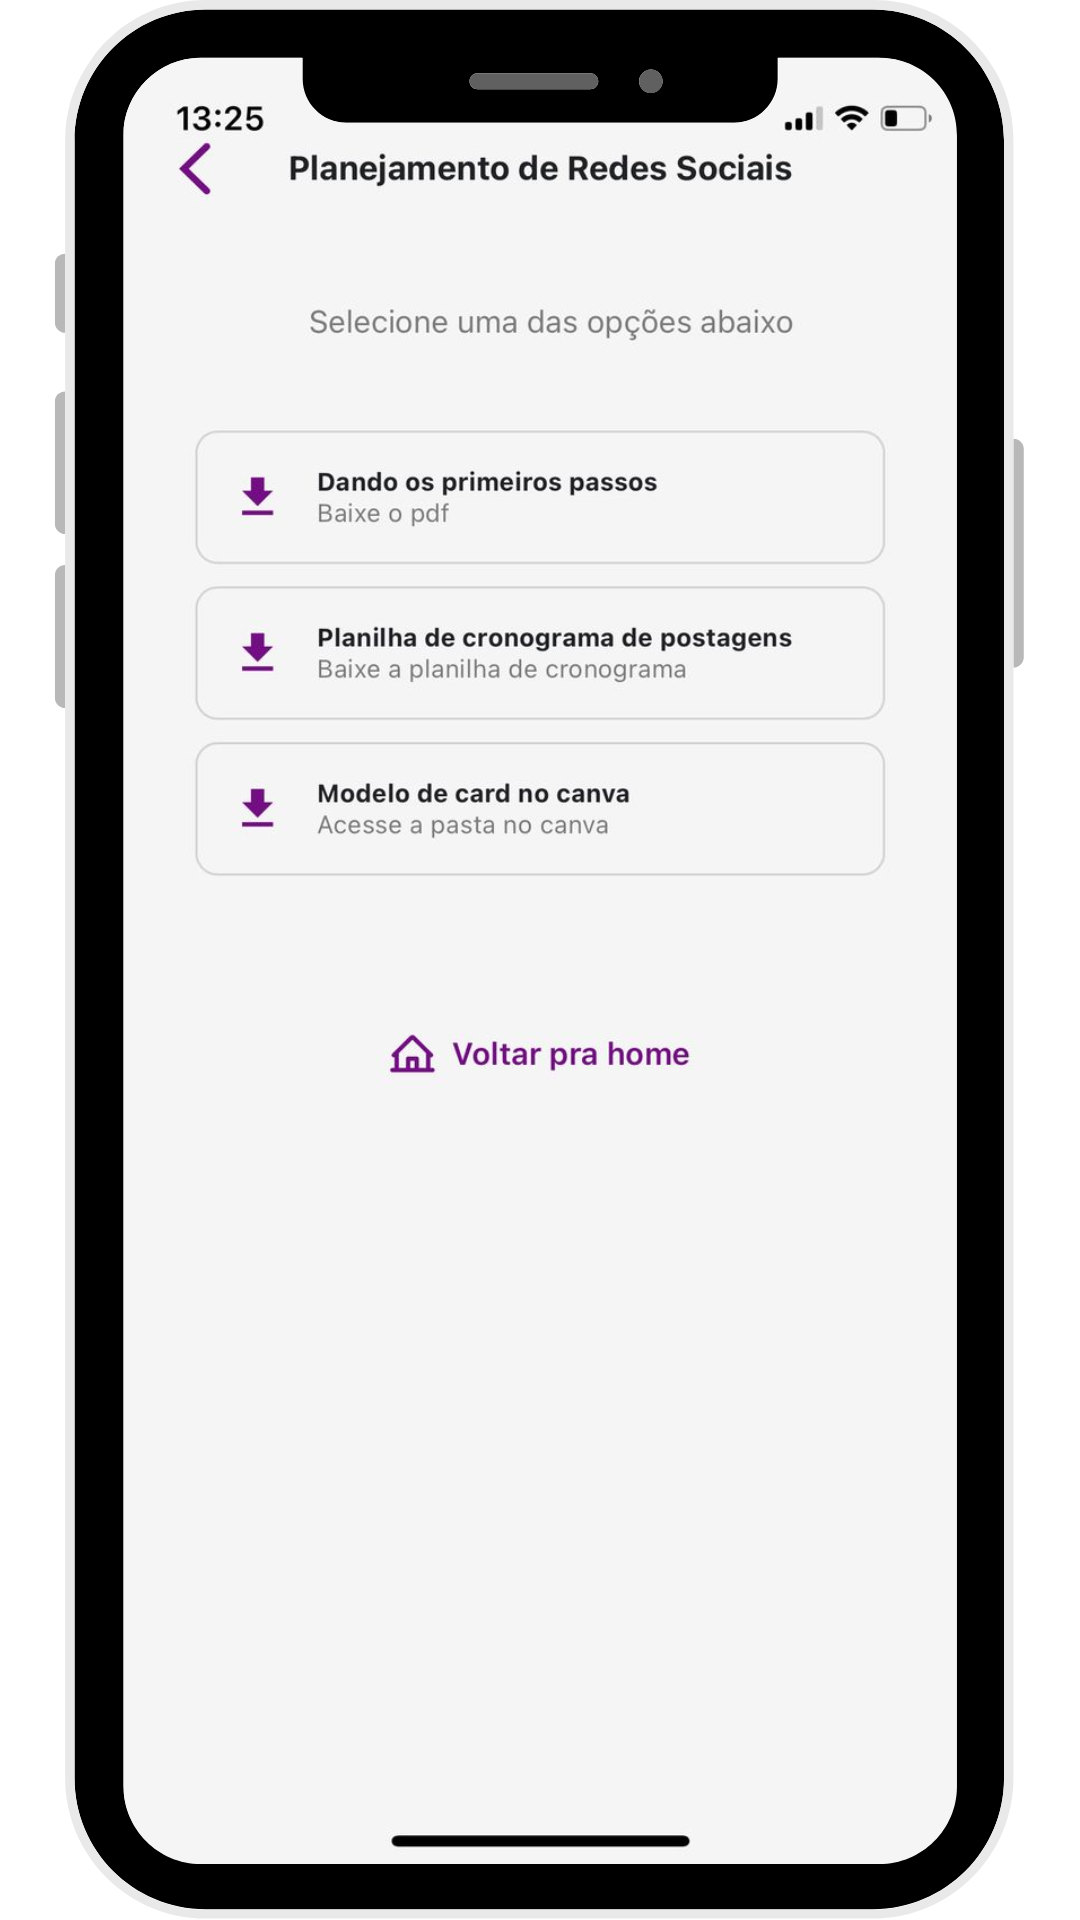 13:25
Planejamento de Redes Sociais
Selecione uma das opções abaixo
Dando os primeiros passos
Baixe o pdf
Planilha de cronograma de postagens
Baixe a planilha de cronograma
Modelo de card no canva
Acesse a pasta no canva
Voltar pra home